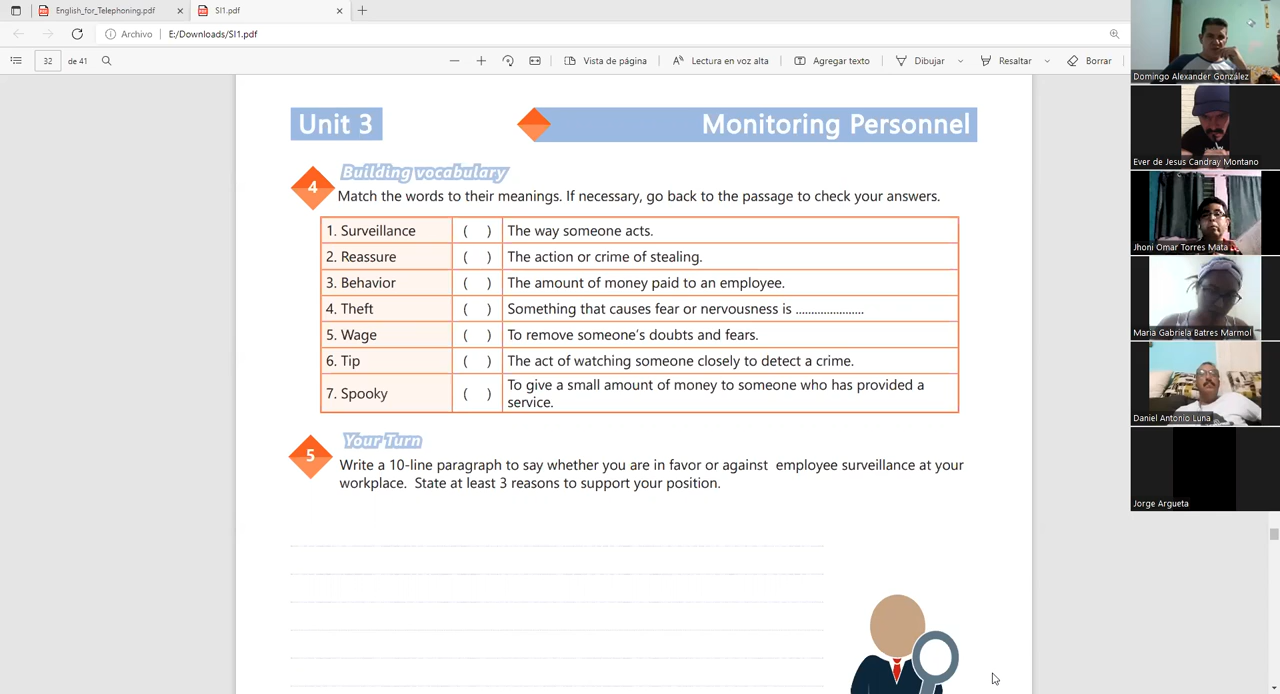 English_for_Telephoning.pdf
SI1.pdf
Archivo E:/Downloads/SI1.pdf
32 de 41 Vista de página Lectura en voz alta Agregar texto Dibujar Resaltar Borrar
Unit 3 Monitoring Personnel
4 Building vocabulary
Match the words to their meanings. If necessary, go back to the passage to check your answers.
1. Surveillance ( ) The way someone acts.
2. Reassure ( ) The action or crime of stealing.
3. Behavior ( ) The amount of money paid to an employee.
4. Theft ( ) Something that causes fear or nervousness is .....................
5. Wage ( ) To remove someone's doubts and fears.
6. Tip ( ) The act of watching someone closely to detect a crime.
7. Spooky ( ) To give a small amount of money to someone who has provided a
service.
5 Your Turn
Write a 10-line paragraph to say whether you are in favor or against employee surveillance at your
workplace. State at least 3 reasons to support your position.
Domingo Alexander González
Ever de Jesus Candray Montano
Jhoni Omar Torres Mata
Maria Gabriela Batres Marmol
Daniel Antonio Luna
Jorge Argueta